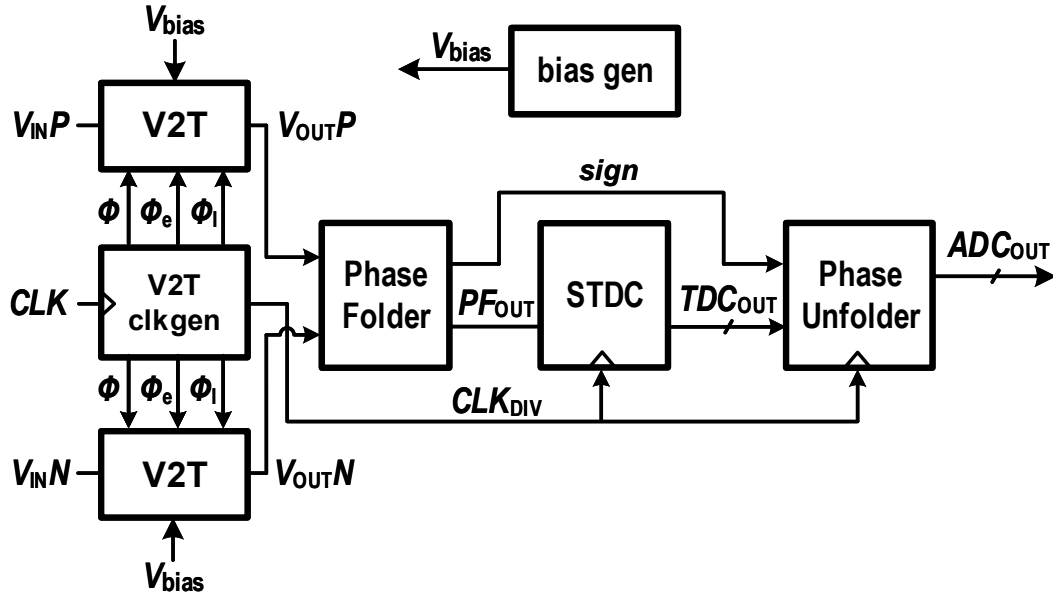 Vbias
Vbias
bias gen
VINP
V2T
VOUTP
sign
Φ Φe Φl
CLK
V2T
clkgen
Phase
Folder
PFOUT
STDC
TDCOUT
Phase
Unfolder
ADCOUT
Φ Φe Φl
CLKDIV
VINN
V2T
VOUTN
Vbias